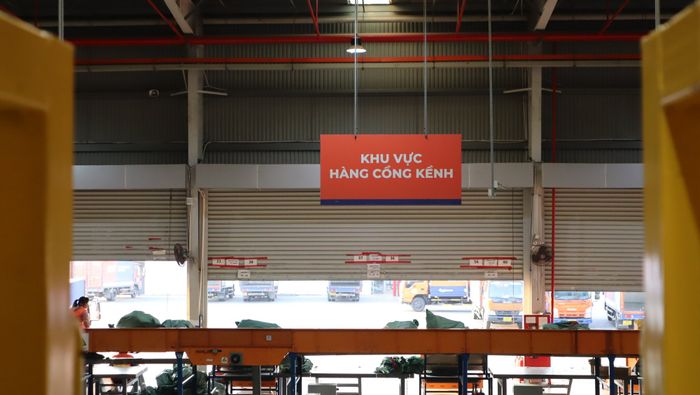 KHU VỰC
HÀNG CỒNG KỀNH